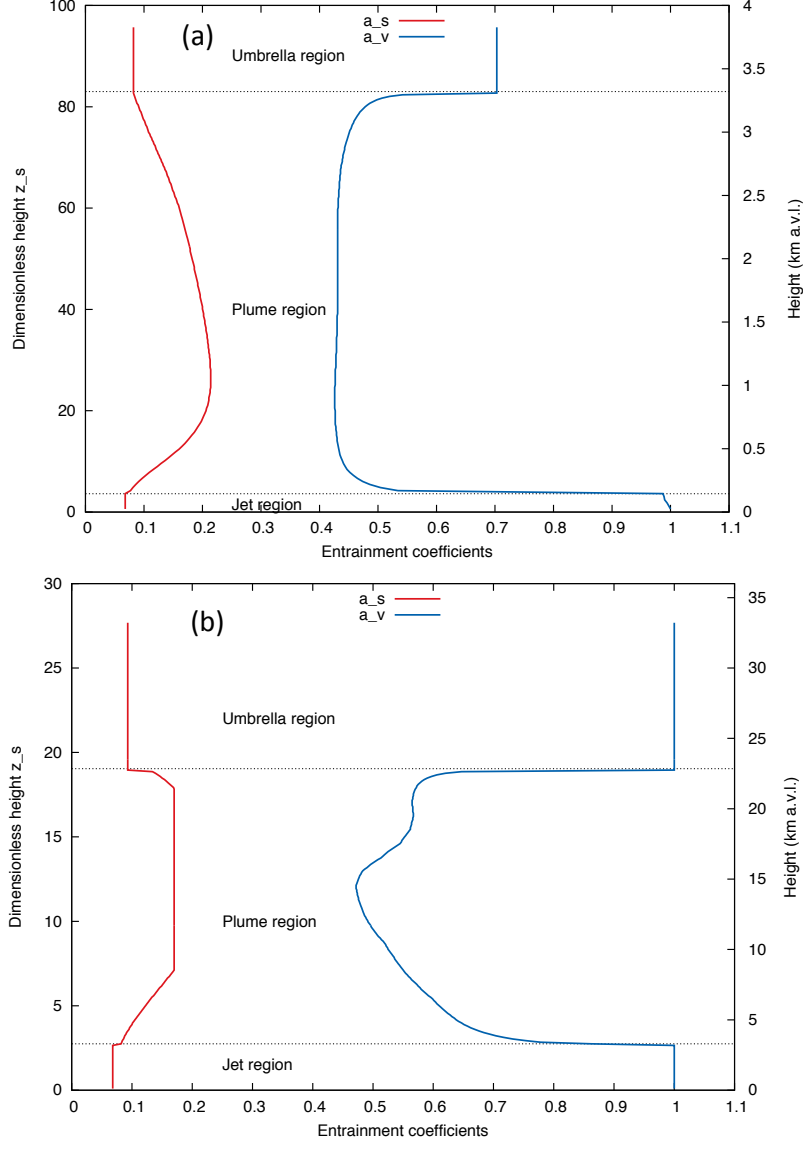 100
80
60
40
20
0
Dimensionless height z_s
(a)
a_s
a_v
Umbrella region
Plume region
Jet region
4
3.5
3
2.5
2
1.5
1
0.5
0
Height (km a.v.l.)
0 0.1 0.2 0.3 0.4 0.5 0.6 0.7 0.8 0.9 1 1.1
Entrainment coefficients
30
25
20
15
10
5
0
Dimensionless height z_s
(b)
a_s
a_v
Umbrella region
Plume region
Jet region
35
30
25
20
15
10
5
0
Height (km a.v.l.)
0 0.1 0.2 0.3 0.4 0.5 0.6 0.7 0.8 0.9 1 1.1
Entrainment coefficients